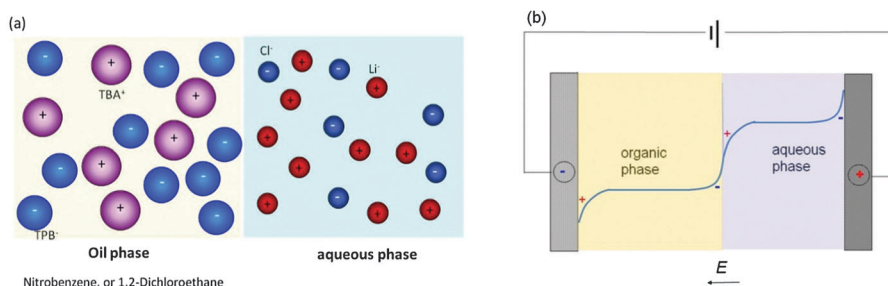 (a)
Cl⁻
Li⁻
TBA⁺
TPB⁻
Oil phase
aqueous phase
Nitrobenzene, or 1,2-Dichloroethane
(b)
organic
phase
aqueous
phase
E